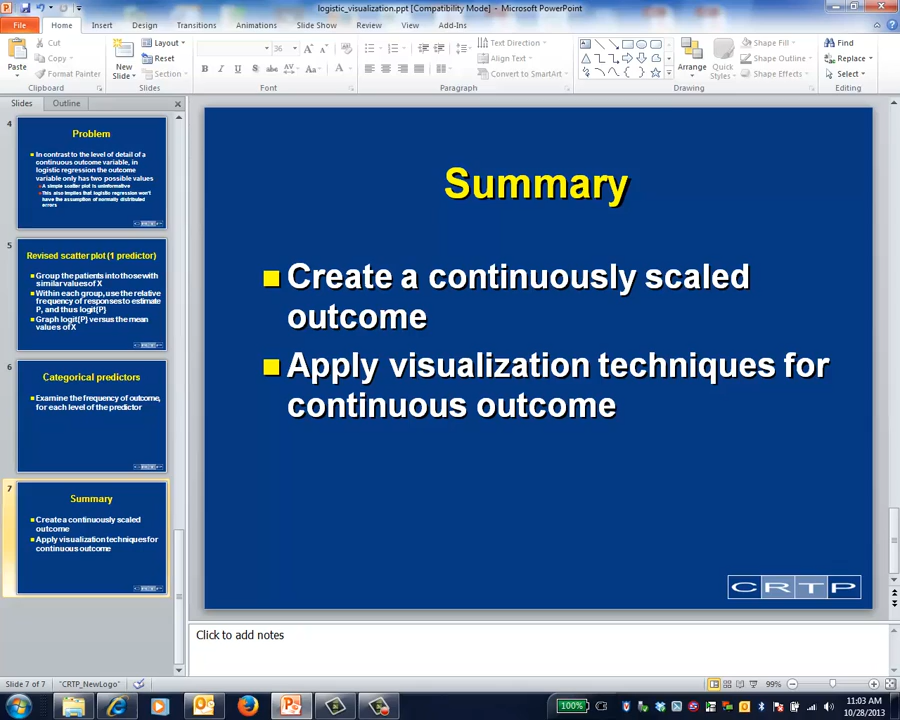 logistic_visualization.ppt [Compatibility Mode] - Microsoft PowerPoint
File Home Insert Design Transitions Animations Slide Show Review View Add-Ins
Paste
Cut
Copy
Format Painter
Clipboard
New Slide
Layout
Reset
Section
Slides
36
B I U S abc AV Aa A
Font
Text Direction
Align Text
Convert to SmartArt
Paragraph
Arrange
Quick Styles
Shape Fill
Shape Outline
Shape Effects
Drawing
Find
Replace
Select
Editing
Slides Outline
4
Problem
In contrast to the level of detail of a
continuous outcome variable, in
logistic regression the outcome
variable only has two possible values
A simple scatter plot is uninformative
This also implies that logistic regression won't
have the assumption of normally distributed
errors
5
Revised scatter plot (1 predictor)
Group the patients into those with
similar values of X
Within each group, use the relative
frequency of responses to estimate
P, and thus logit{P}
Graph logit{P} versus the mean
values of X
6
Categorical predictors
Examine the frequency of outcome,
for each level of the predictor
7
Summary
Create a continuously scaled
outcome
Apply visualization techniques for
continuous outcome
Summary
Create a continuously scaled
outcome
Apply visualization techniques for
continuous outcome
CRTP
Click to add notes
Slide 7 of 7 "CRTP_NewLogo" 99%
100%
11:03 AM
10/28/2013